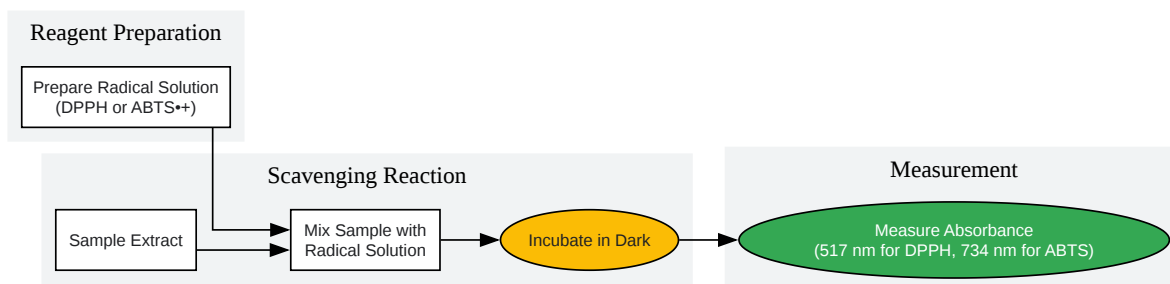 Reagent Preparation
Prepare Radical Solution
(DPPH or ABTS•+)
Scavenging Reaction
Sample Extract
Mix Sample with
Radical Solution
Incubate in Dark
Measurement
Measure Absorbance
(517 nm for DPPH, 734 nm for ABTS)